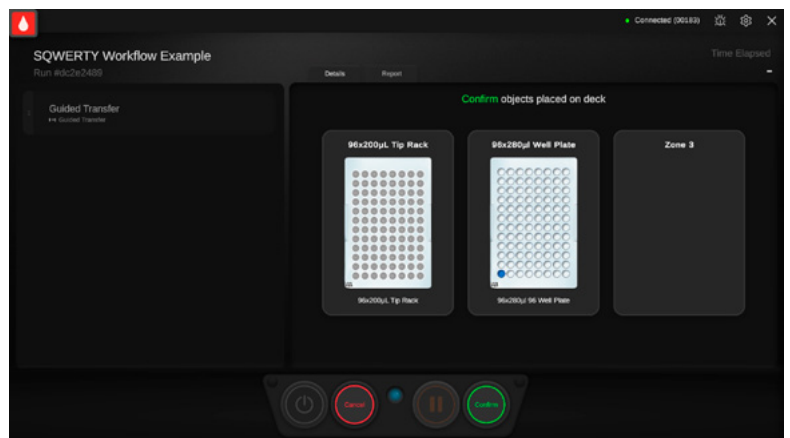 Connected (00183)
SQWERTY Workflow Example
Time Elapsed
Run #dc2e2489
-
Details
Report
Guided Transfer
Guided Transfer
Confirm objects placed on deck
96x200µL Tip Rack
96x280µl Well Plate
Zone 3
96x200µL Tip Rack
96x280µl 96 Well Plate
Cancel
Confirm